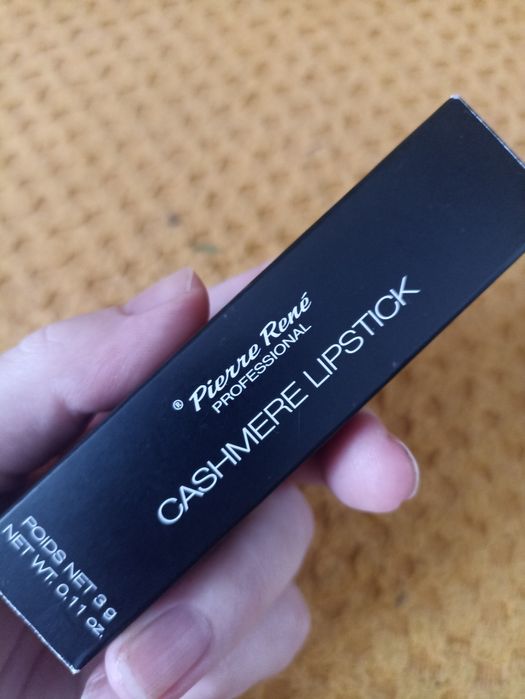 ® Pierre René
PROFESSIONAL
CASHMERE LIPSTICK
POIDS NET 3 g
NET WT. 0.11 oz.